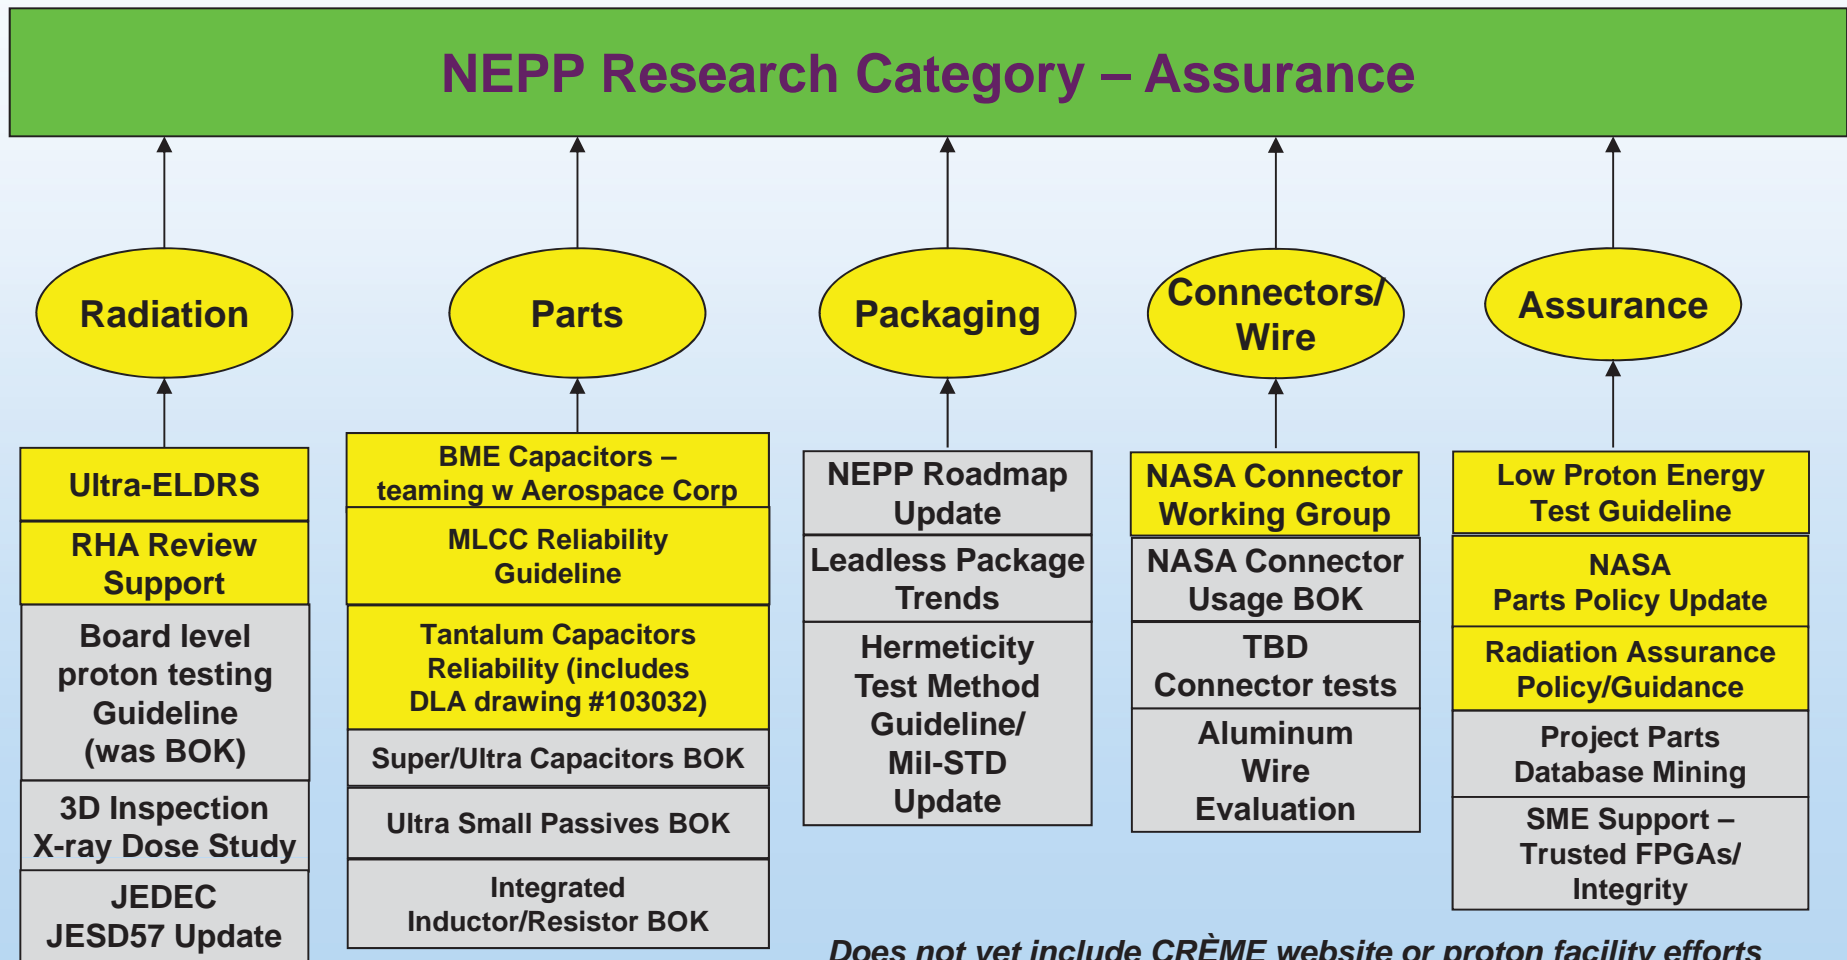 NEPP Research Category – Assurance
Radiation
Parts
Packaging
Connectors/
Wire
Assurance
Ultra-ELDRS
RHA Review
Support
Board level
proton testing
Guideline
(was BOK)
3D Inspection
X-ray Dose Study
JEDEC
JESD57 Update
BME Capacitors –
teaming w Aerospace Corp
MLCC Reliability
Guideline
Tantalum Capacitors
Reliability (includes
DLA drawing #103032)
Super/Ultra Capacitors BOK
Ultra Small Passives BOK
Integrated
Inductor/Resistor BOK
NEPP Roadmap
Update
Leadless Package
Trends
Hermeticity
Test Method
Guideline/
Mil-STD
Update
NASA Connector
Working Group
NASA Connector
Usage BOK
TBD
Connector tests
Aluminum
Wire
Evaluation
Low Proton Energy
Test Guideline
NASA
Parts Policy Update
Radiation Assurance
Policy/Guidance
Project Parts
Database Mining
SME Support –
Trusted FPGAs/
Integrity
Does not yet include CRÈME website or proton facility efforts